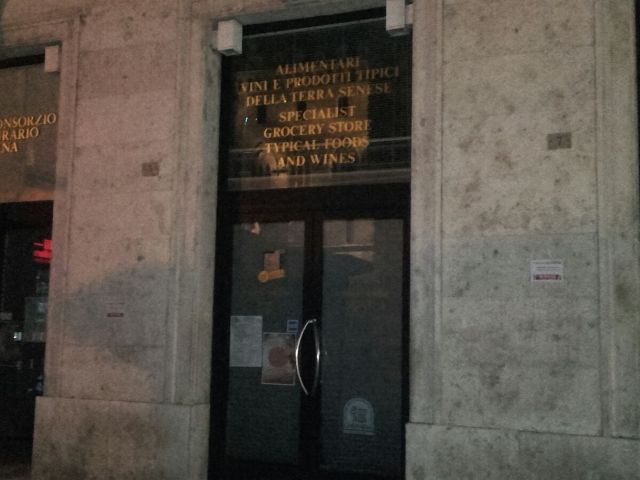 ONSORZIO
RARIO
NA
ALIMENTARI
VINI E PRODOTTI TIPICI
DELLA TERRA SENESE
SPECIALIST
GROCERY STORE
TYPICAL FOODS
AND WINES